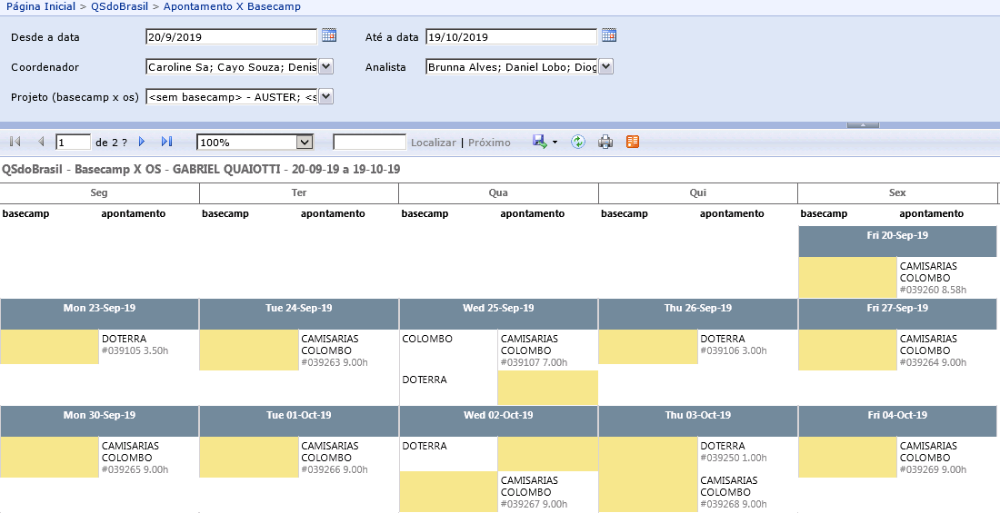 Página Inicial > QSdoBrasil > Apontamento X Basecamp
Desde a data 20/9/2019 Até a data 19/10/2019
Coordenador Caroline Sa; Cayo Souza; Denis Analista Brunna Alves; Daniel Lobo; Diog
Projeto (basecamp x os) <sem basecamp> - AUSTER; <s
1 de 2 ? 100% Localizar | Próximo
QSdoBrasil - Basecamp X OS - GABRIEL QUAIOTTI - 20-09-19 a 19-10-19
Seg Ter Qua Qui Sex
basecamp apontamento basecamp apontamento basecamp apontamento basecamp apontamento basecamp apontamento
Fri 20-Sep-19
CAMISARIAS
COLOMBO
#039260 8.58h
Mon 23-Sep-19 Tue 24-Sep-19 Wed 25-Sep-19 Thu 26-Sep-19 Fri 27-Sep-19
DOTERRA
#039105 3.50h
CAMISARIAS
COLOMBO
#039263 9.00h
COLOMBO
CAMISARIAS
COLOMBO
#039107 7.00h
DOTERRA
DOTERRA
#039106 3.00h
CAMISARIAS
COLOMBO
#039264 9.00h
Mon 30-Sep-19 Tue 01-Oct-19 Wed 02-Oct-19 Thu 03-Oct-19 Fri 04-Oct-19
CAMISARIAS
COLOMBO
#039265 9.00h
CAMISARIAS
COLOMBO
#039266 9.00h
DOTERRA
CAMISARIAS
COLOMBO
#039267 9.00h
DOTERRA
#039250 1.00h
CAMISARIAS
COLOMBO
#039268 9.00h
CAMISARIAS
COLOMBO
#039269 9.00h